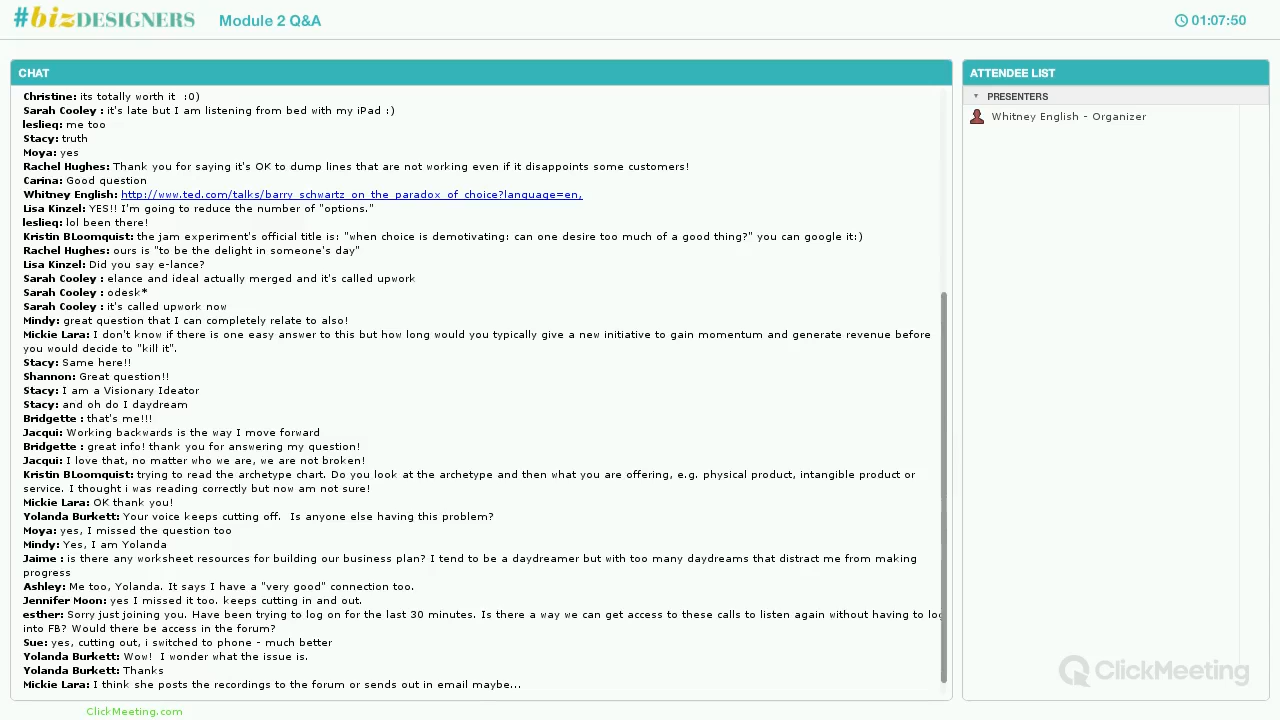 #bizDESIGNERS
Module 2 Q&A
01:07:50
CHAT
Christine: its totally worth it :0)
Sarah Cooley : it's late but I am listening from bed with my iPad :)
leslieq: me too
Stacy: truth
Moya: yes
Rachel Hughes: Thank you for saying it's OK to dump lines that are not working even if it disappoints some customers!
Carina: Good question
Whitney English: http://www.ted.com/talks/barry_schwartz_on_the_paradox_of_choice?language=en,
Lisa Kinzel: YES!! I'm going to reduce the number of "options."
leslieq: lol been there!
Kristin BLoomquist: the jam experiment's official title is: "when choice is demotivating: can one desire too much of a good thing?" you can google it:)
Rachel Hughes: ours is "to be the delight in someone's day"
Lisa Kinzel: Did you say e-lance?
Sarah Cooley : elance and ideal actually merged and it's called upwork
Sarah Cooley : odesk*
Sarah Cooley : it's called upwork now
Mindy: great question that I can completely relate to also!
Mickie Lara: I don't know if there is one easy answer to this but how long would you typically give a new initiative to gain momentum and generate revenue before
you would decide to "kill it".
Stacy: Same here!!
Shannon: Great question!!
Stacy: I am a Visionary Ideator
Stacy: and oh do I daydream
Bridgette : that's me!!!
Jacqui: Working backwards is the way I move forward
Bridgette : great info! thank you for answering my question!
Jacqui: I love that, no matter who we are, we are not broken!
Kristin BLoomquist: trying to read the archetype chart. Do you look at the archetype and then what you are offering, e.g. physical product, intangible product or
service. I thought i was reading correctly but now am not sure!
Mickie Lara: OK thank you!
Yolanda Burkett: Your voice keeps cutting off. Is anyone else having this problem?
Moya: yes, I missed the question too
Mindy: Yes, I am Yolanda
Jaime : is there any worksheet resources for building our business plan? I tend to be a daydreamer but with too many daydreams that distract me from making
progress
Ashley: Me too, Yolanda. It says I have a "very good" connection too.
Jennifer Moon: yes I missed it too. keeps cutting in and out.
esther: Sorry just joining you. Have been trying to log on for the last 30 minutes. Is there a way we can get access to these calls to listen again without having to log
into FB? Would there be access in the forum?
Sue: yes, cutting out, i switched to phone - much better
Yolanda Burkett: Wow! I wonder what the issue is.
Yolanda Burkett: Thanks
Mickie Lara: I think she posts the recordings to the forum or sends out in email maybe...
ATTENDEE LIST
PRESENTERS
Whitney English - Organizer
ClickMeeting
ClickMeeting.com